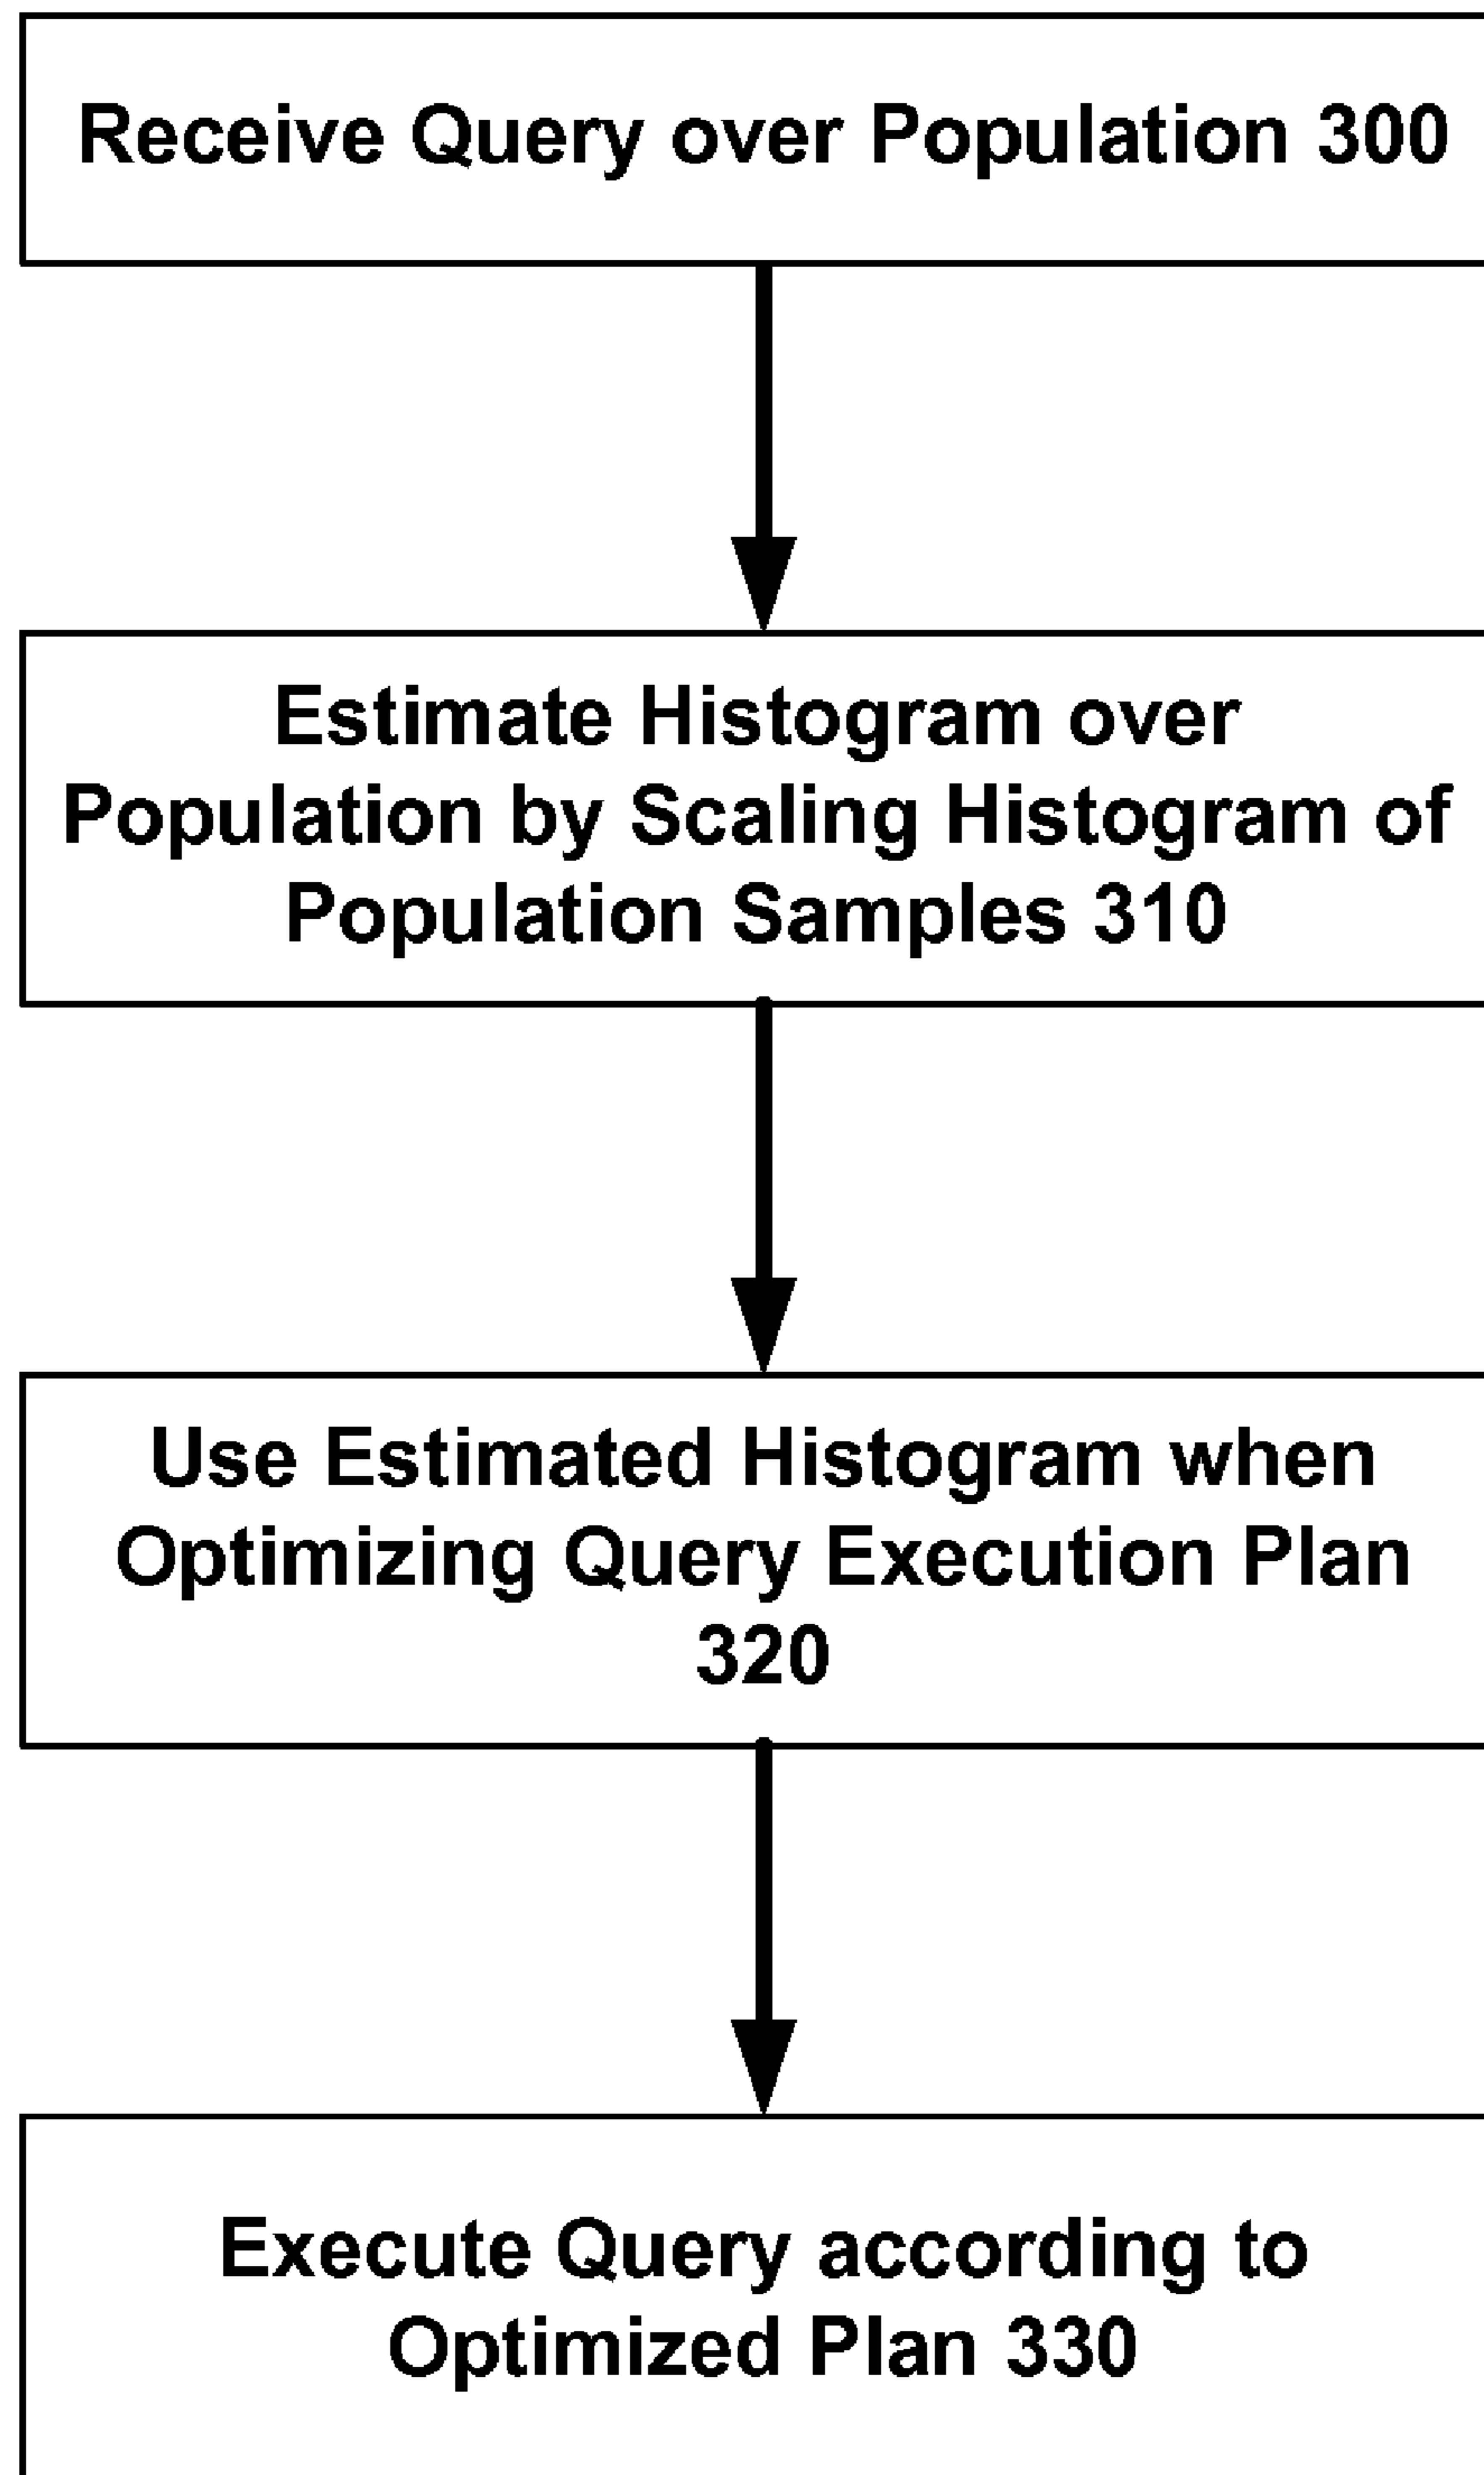 Receive Query over Population 300
Estimate Histogram over
Population by Scaling Histogram of
Population Samples 310
Use Estimated Histogram when
Optimizing Query Execution Plan
320
Execute Query according to
Optimized Plan 330